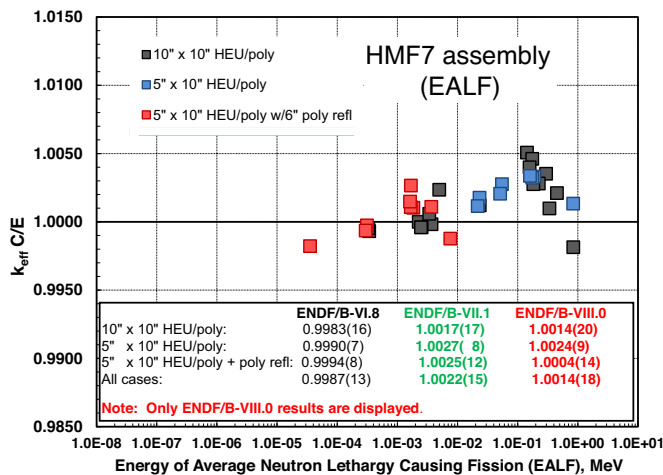 1.0150
1.0100
1.0050
1.0000
0.9950
0.9900
0.9850
k_eff C/E
10" x 10" HEU/poly
5" x 10" HEU/poly
5" x 10" HEU/poly w/6" poly refl
HMF7 assembly
(EALF)
ENDF/B-VI.8 ENDF/B-VII.1 ENDF/B-VIII.0
10" x 10" HEU/poly: 0.9983(16) 1.0017(17) 1.0014(20)
5" x 10" HEU/poly: 0.9990(7) 1.0027( 8) 1.0024(9)
5" x 10" HEU/poly + poly refl: 0.9994(8) 1.0025(12) 1.0004(14)
All cases: 0.9987(13) 1.0022(15) 1.0014(18)
Note: Only ENDF/B-VIII.0 results are displayed.
1.0E-08 1.0E-07 1.0E-06 1.0E-05 1.0E-04 1.0E-03 1.0E-02 1.0E-01 1.0E+00 1.0E+01
Energy of Average Neutron Lethargy Causing Fission (EALF), MeV